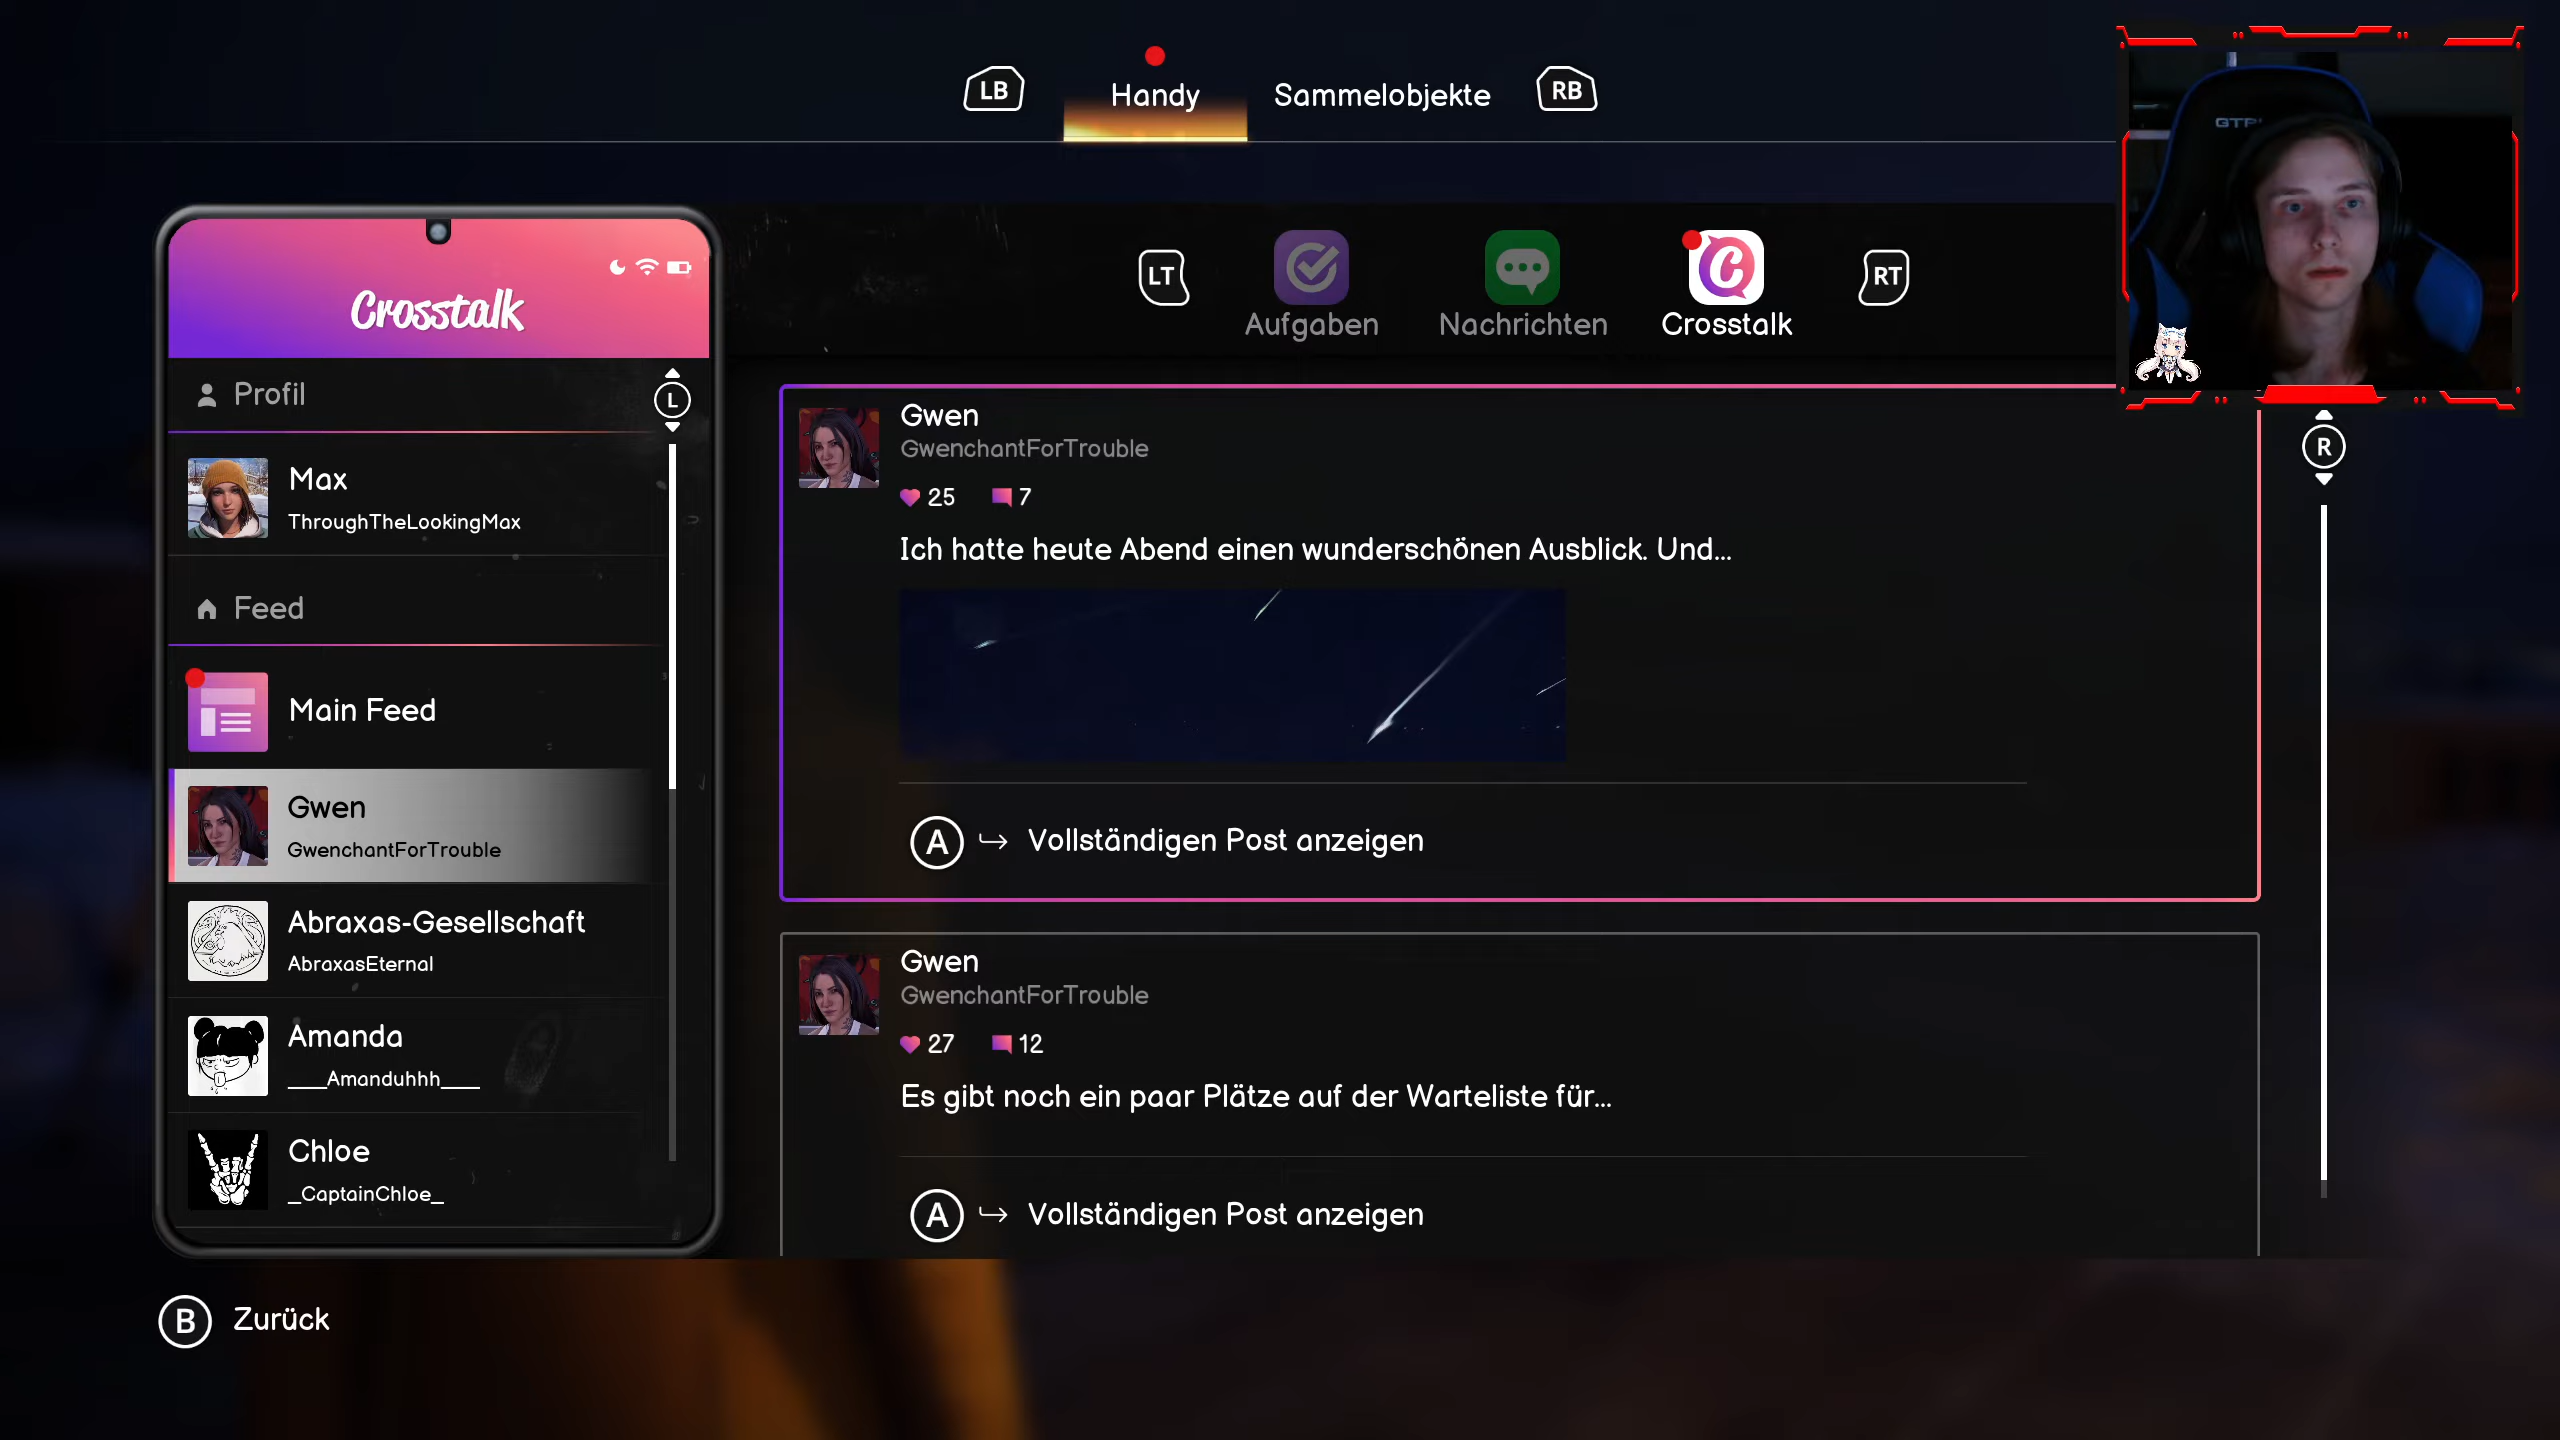 LB
Handy
Sammelobjekte
RB
Crosstalk
Profil
L
Max
ThroughTheLookingMax
Feed
Main Feed
Gwen
GwenchantForTrouble
Abraxas-Gesellschaft
AbraxasEternal
Amanda
____Amanduhhh____
Chloe
_CaptainChloe_
LT
Aufgaben
Nachrichten
C
Crosstalk
RT
Gwen
GwenchantForTrouble
25 7
Ich hatte heute Abend einen wunderschönen Ausblick. Und...
A Vollständigen Post anzeigen
Gwen
GwenchantForTrouble
27 12
Es gibt noch ein paar Plätze auf der Warteliste für...
A Vollständigen Post anzeigen
R
B Zurück